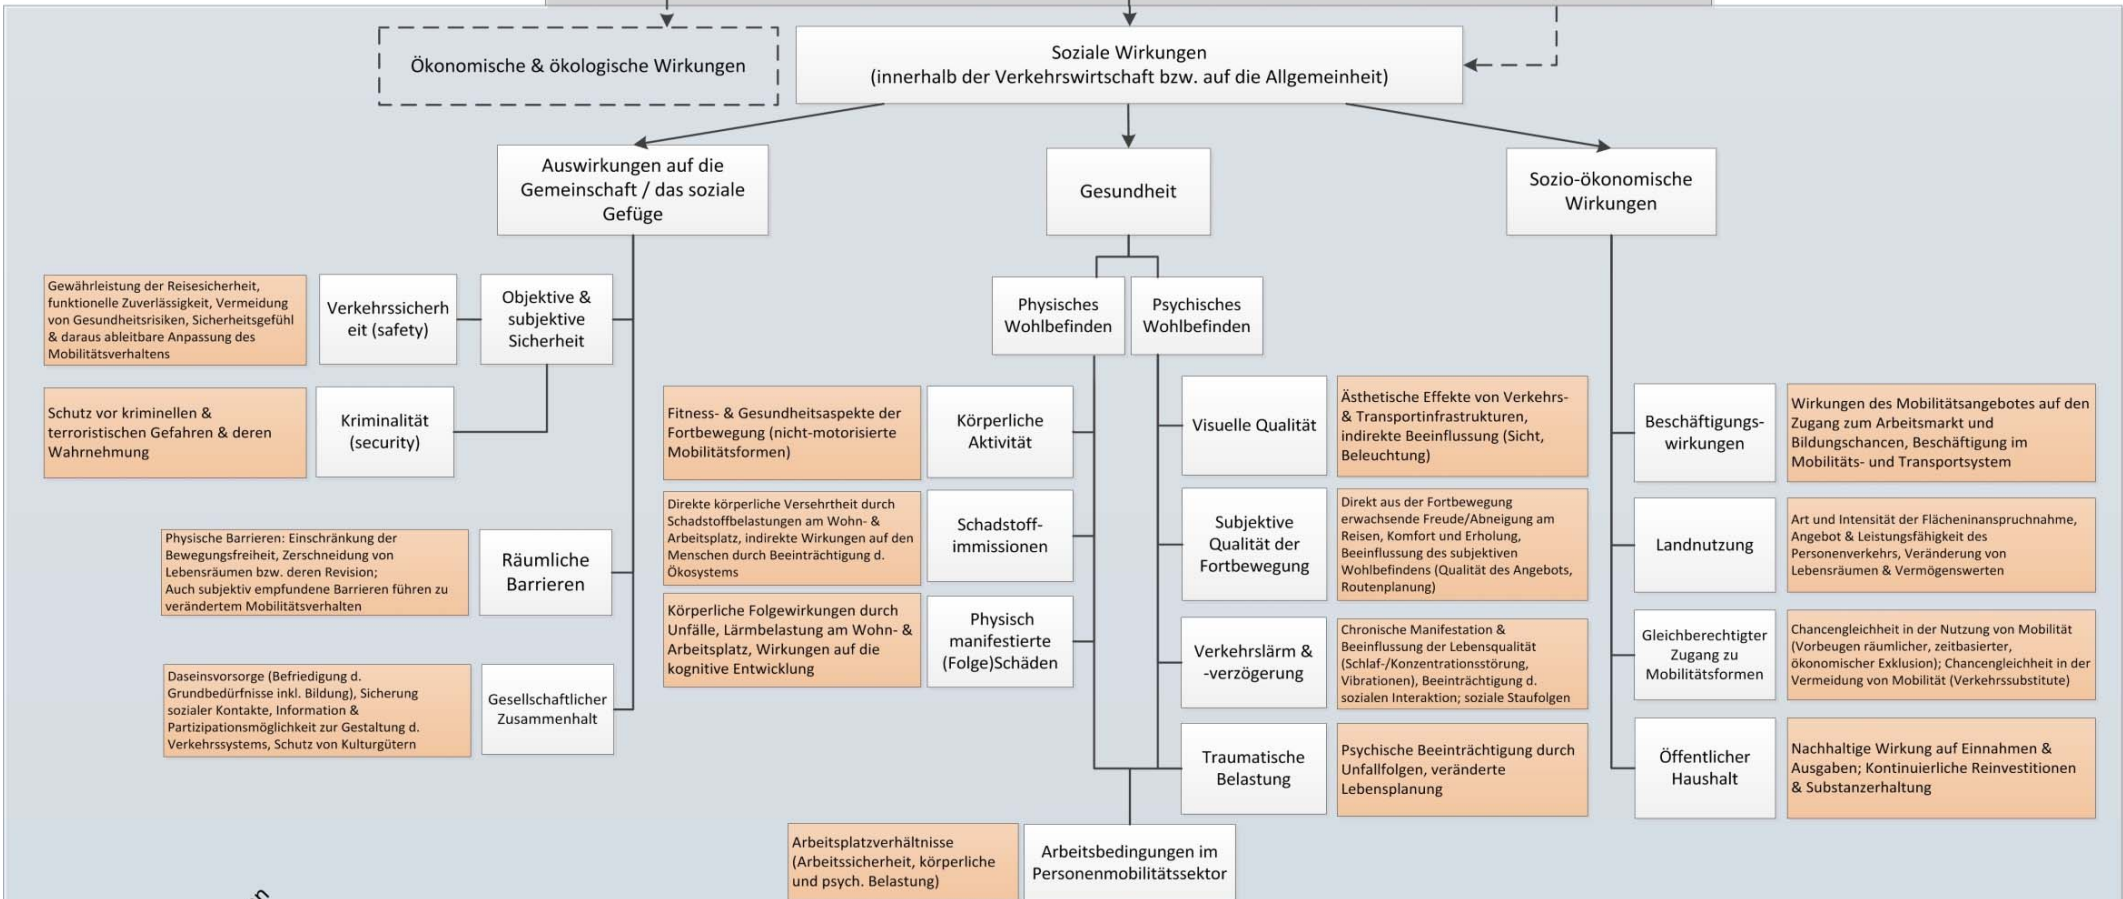 Ökonomische & ökologische Wirkungen
Soziale Wirkungen
(innerhalb der Verkehrswirtschaft bzw. auf die Allgemeinheit)
Auswirkungen auf die
Gemeinschaft / das soziale
Gefüge
Gesundheit
Sozio-ökonomische
Wirkungen
Gewährleistung der Reisesicherheit,
funktionelle Zuverlässigkeit, Vermeidung
von Gesundheitsrisiken, Sicherheitsgefühl
& daraus ableitbare Anpassung des
Mobilitätsverhaltens
Verkehrssicherh
eit (safety)
Objektive &
subjektive
Sicherheit
Schutz vor kriminellen &
terroristischen Gefahren & deren
Wahrnehmung
Kriminalität
(security)
Physische Barrieren: Einschränkung der
Bewegungsfreiheit, Zerschneidung von
Lebensräumen bzw. deren Revision;
Auch subjektiv empfundene Barrieren führen zu
verändertem Mobilitätsverhalten
Räumliche
Barrieren
Daseinsvorsorge (Befriedigung d.
Grundbedürfnisse inkl. Bildung), Sicherung
sozialer Kontakte, Information &
Partizipationsmöglichkeit zur Gestaltung d.
Verkehrssystems, Schutz von Kulturgütern
Gesellschaftlicher
Zusammenhalt
Physisches
Wohlbefinden
Psychisches
Wohlbefinden
Fitness- & Gesundheitsaspekte der
Fortbewegung (nicht-motorisierte
Mobilitätsformen)
Körperliche
Aktivität
Direkte körperliche Versehrtheit durch
Schadstoffbelastungen am Wohn- &
Arbeitsplatz, indirekte Wirkungen auf den
Menschen durch Beeinträchtigung d.
Ökosystems
Schadstoff-
immissionen
Körperliche Folgewirkungen durch
Unfälle, Lärmbelastung am Wohn- &
Arbeitsplatz, Wirkungen auf die
kognitive Entwicklung
Physisch
manifestierte
(Folge)Schäden
Visuelle Qualität
Ästhetische Effekte von Verkehrs-
& Transportinfrastrukturen,
indirekte Beeinflussung (Sicht,
Beleuchtung)
Subjektive
Qualität der
Fortbewegung
Direkt aus der Fortbewegung
erwachsende Freude/Abneigung am
Reisen, Komfort und Erholung,
Beeinflussung des subjektiven
Wohlbefindens (Qualität des Angebots,
Routenplanung)
Verkehrslärm &
-verzögerung
Chronische Manifestation &
Beeinflussung der Lebensqualität
(Schlaf-/Konzentrationsstörung,
Vibrationen), Beeinträchtigung d.
sozialen Interaktion; soziale Staufolgen
Traumatische
Belastung
Psychische Beeinträchtigung durch
Unfallfolgen, veränderte
Lebensplanung
Arbeitsplatzverhältnisse
(Arbeitssicherheit, körperliche
und psych. Belastung)
Arbeitsbedingungen im
Personenmobilitätssektor
Beschäftigungs-
wirkungen
Wirkungen des Mobilitätsangebotes auf den
Zugang zum Arbeitsmarkt und
Bildungschancen, Beschäftigung im
Mobilitäts- und Transportsystem
Landnutzung
Art und Intensität der Flächeninanspruchnahme,
Angebot & Leistungsfähigkeit des
Personenverkehrs, Veränderung von
Lebensräumen & Vermögenswerten
Gleichberechtigter
Zugang zu
Mobilitätsformen
Chancengleichheit in der Nutzung von Mobilität
(Vorbeugen räumlicher, zeitbasierter,
ökonomischer Exklusion); Chancengleichheit in der
Vermeidung von Mobilität (Verkehrssubstitute)
Öffentlicher
Haushalt
Nachhaltige Wirkung auf Einnahmen &
Ausgaben; Kontinuierliche Reinvestitionen
& Substanzerhaltung